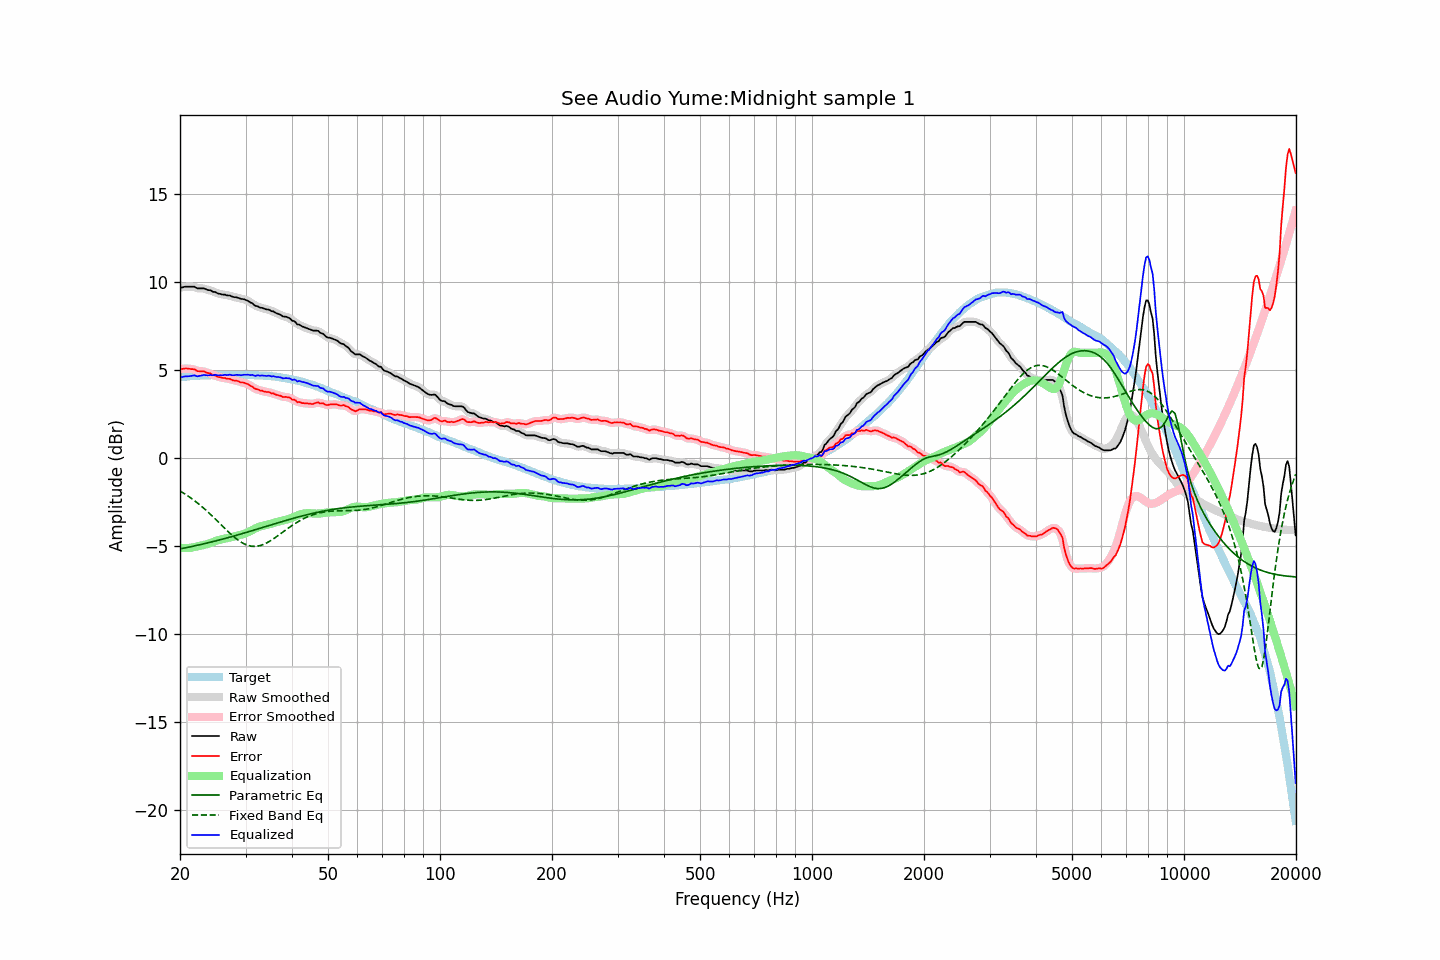 See Audio Yume:Midnight sample 1
Amplitude (dBr)
15
10
5
0
−5
−10
−15
−20
Target
Raw Smoothed
Error Smoothed
Raw
Error
Equalization
Parametric Eq
Fixed Band Eq
Equalized
20 50 100 200 500 1000 2000 5000 10000 20000
Frequency (Hz)